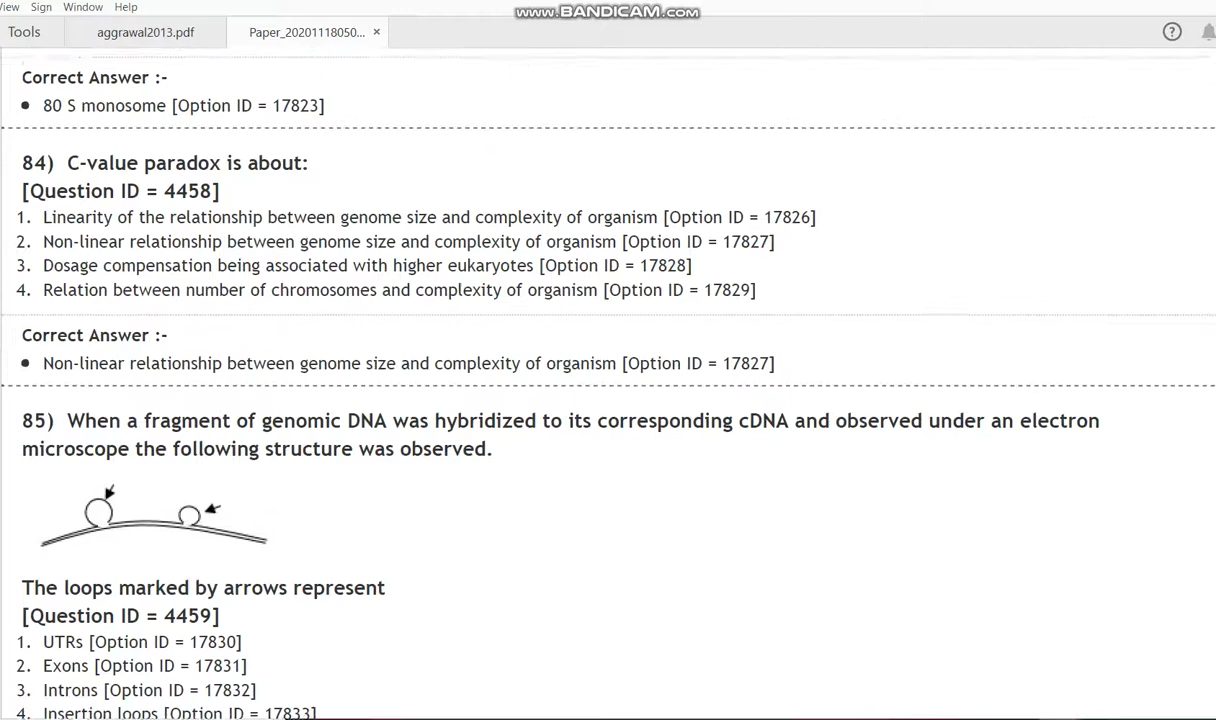 View Sign Window Help
www.BANDICAM.com
Tools aggrawal2013.pdf Paper_20201118050... ×
Correct Answer :-
• 80 S monosome [Option ID = 17823]
84) C-value paradox is about:
[Question ID = 4458]
1. Linearity of the relationship between genome size and complexity of organism [Option ID = 17826]
2. Non-linear relationship between genome size and complexity of organism [Option ID = 17827]
3. Dosage compensation being associated with higher eukaryotes [Option ID = 17828]
4. Relation between number of chromosomes and complexity of organism [Option ID = 17829]
Correct Answer :-
• Non-linear relationship between genome size and complexity of organism [Option ID = 17827]
85) When a fragment of genomic DNA was hybridized to its corresponding cDNA and observed under an electron
microscope the following structure was observed.
The loops marked by arrows represent
[Question ID = 4459]
1. UTRs [Option ID = 17830]
2. Exons [Option ID = 17831]
3. Introns [Option ID = 17832]
4. Insertion loops [Option ID = 17833]